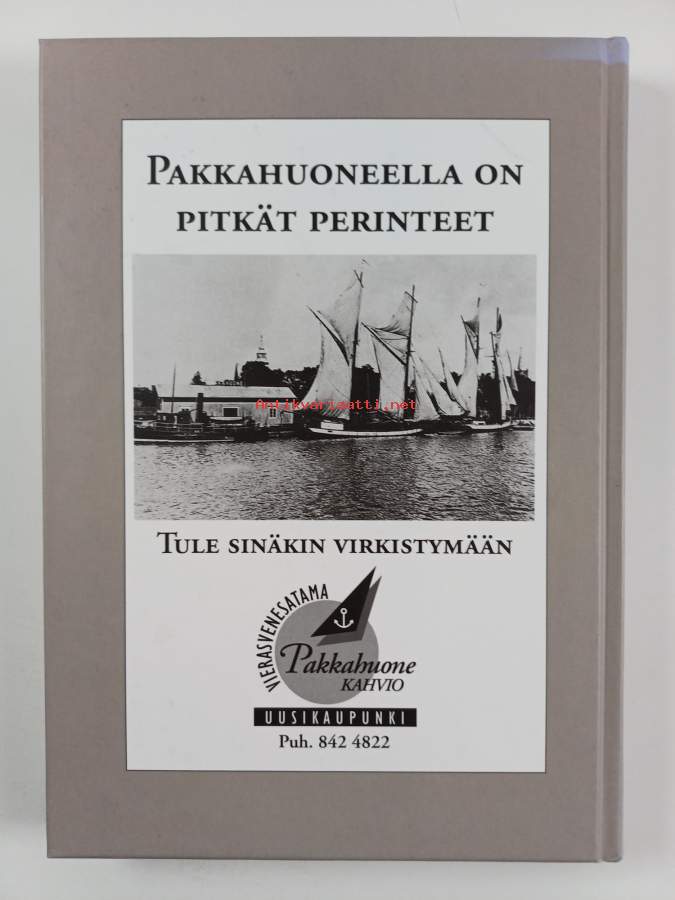 PAKKAHUONEELLA ON
PITKÄT PERINTEET
Antikvariaatti.net
TULE SINÄKIN VIRKISTYMÄÄN
VIERASVENESATAMA
Pakkahuone
KAHVIO
UUSIKAUPUNKI
Puh. 842 4822